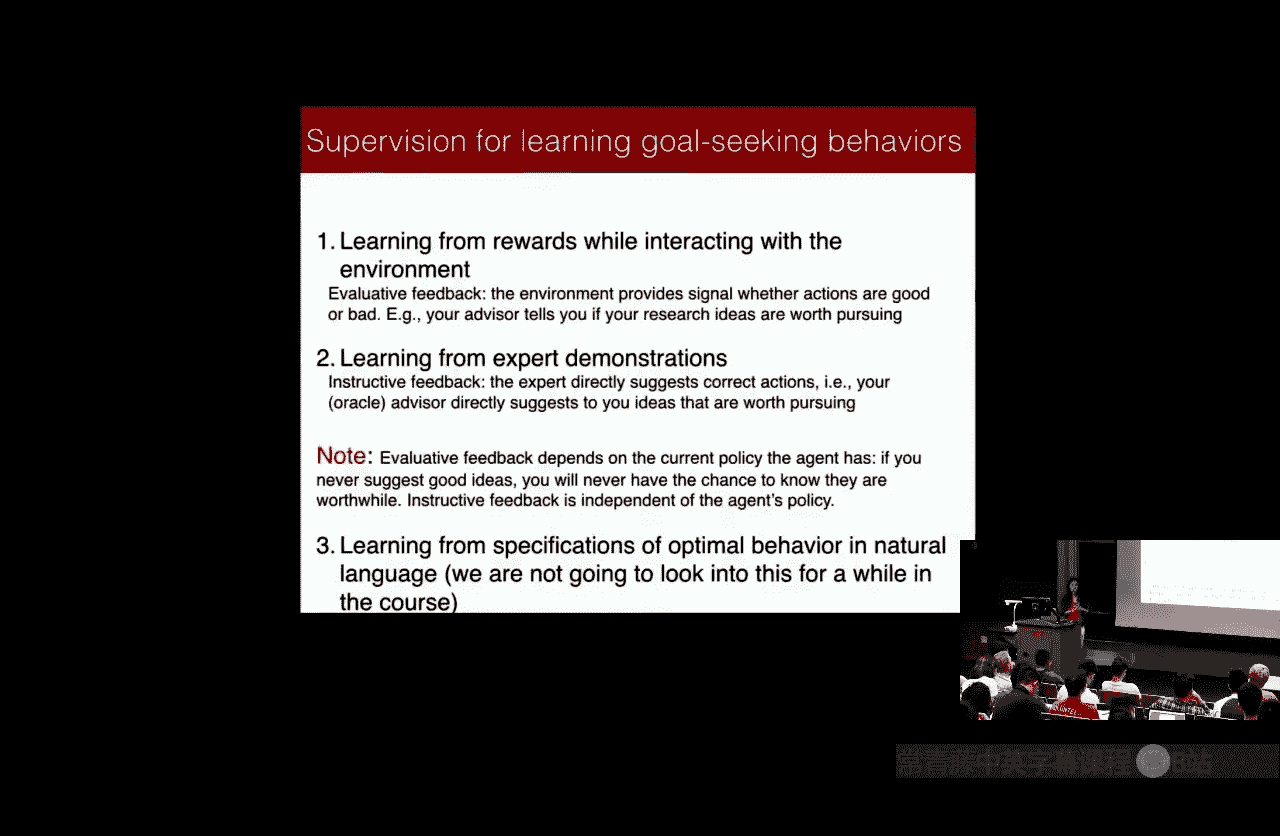 Supervision for learning goal-seeking behaviors
1. Learning from rewards while interacting with the
environment
Evaluative feedback: the environment provides signal whether actions are good
or bad. E.g., your advisor tells you if your research ideas are worth pursuing
2. Learning from expert demonstrations
Instructive feedback: the expert directly suggests correct actions, i.e., your
(oracle) advisor directly suggests to you ideas that are worth pursuing
Note: Evaluative feedback depends on the current policy the agent has: if you
never suggest good ideas, you will never have the chance to know they are
worthwhile. Instructive feedback is independent of the agent's policy.
3. Learning from specifications of optimal behavior in natural
language (we are not going to look into this for a while in
the course)